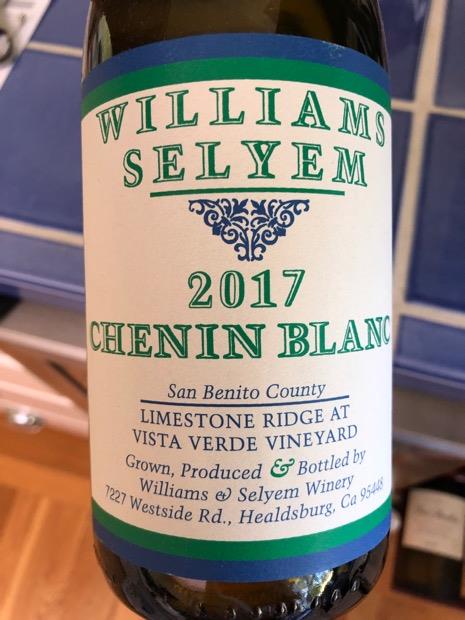 WILLIAMS
SELYEM
2017
CHENIN BLANC
San Benito County
LIMESTONE RIDGE AT
VISTA VERDE VINEYARD
Grown, Produced & Bottled by
Williams & Selyem Winery
7227 Westside Rd., Healdsburg, Ca 95448